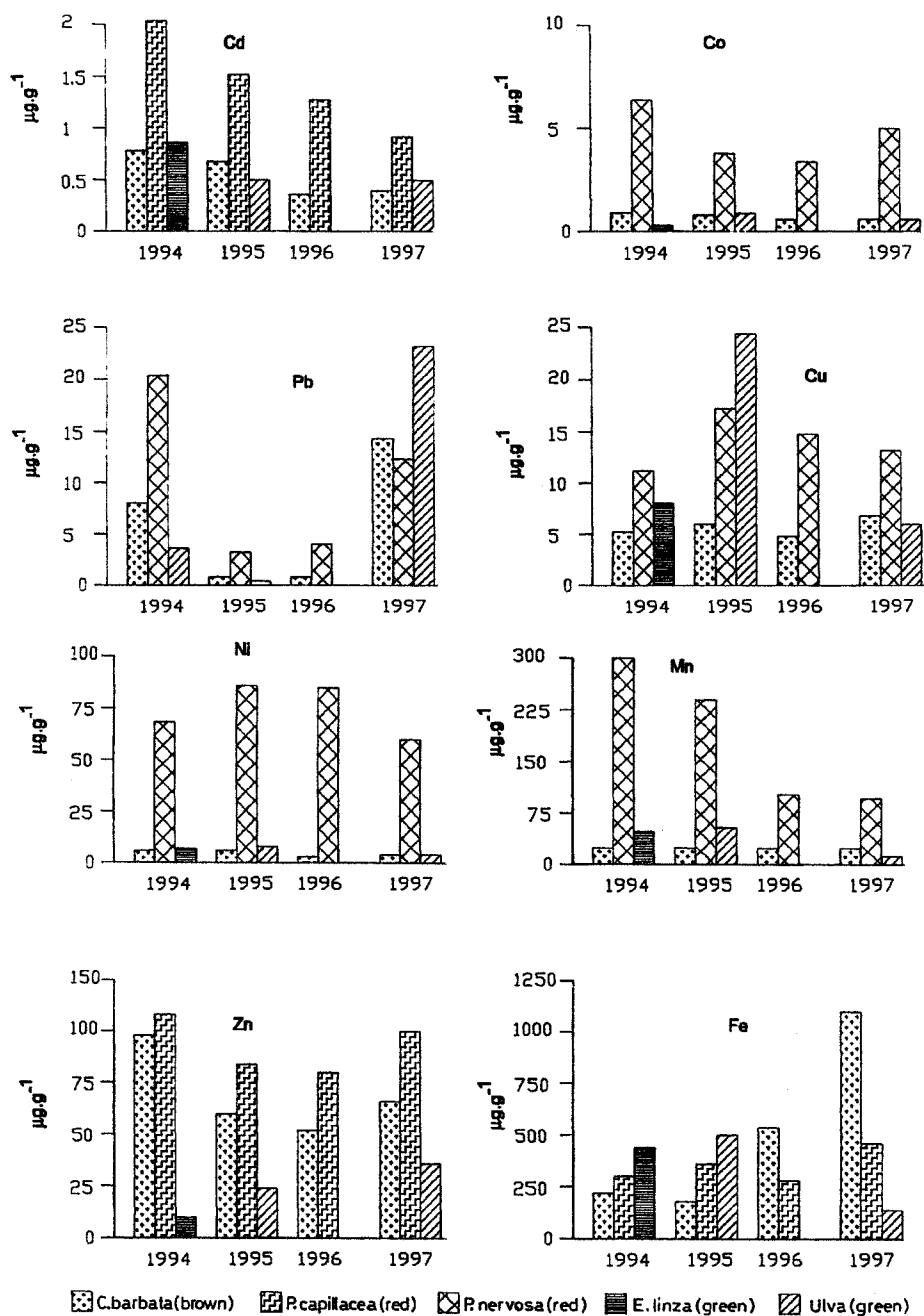 Cd
µg.g-1
2
1.5
1
0.5
0
1994 1995 1996 1997
Co
µg.g-1
10
5
0
1994 1995 1996 1997
Pb
µg.g-1
25
20
15
10
5
0
1994 1995 1996 1997
Cu
µg.g-1
25
20
15
10
5
0
1994 1995 1996 1997
Ni
µg.g-1
100
75
50
25
0
1994 1995 1996 1997
Mn
µg.g-1
300
225
150
75
0
1994 1995 1996 1997
Zn
µg.g-1
150
100
75
50
25
0
1994 1995 1996 1997
Fe
µg.g-1
1250
1000
750
500
250
0
1994 1995 1996 1997
C.barbata(brown) P.capillacea(red) P.nervosa(red) E.linza(green) Ulva(green)